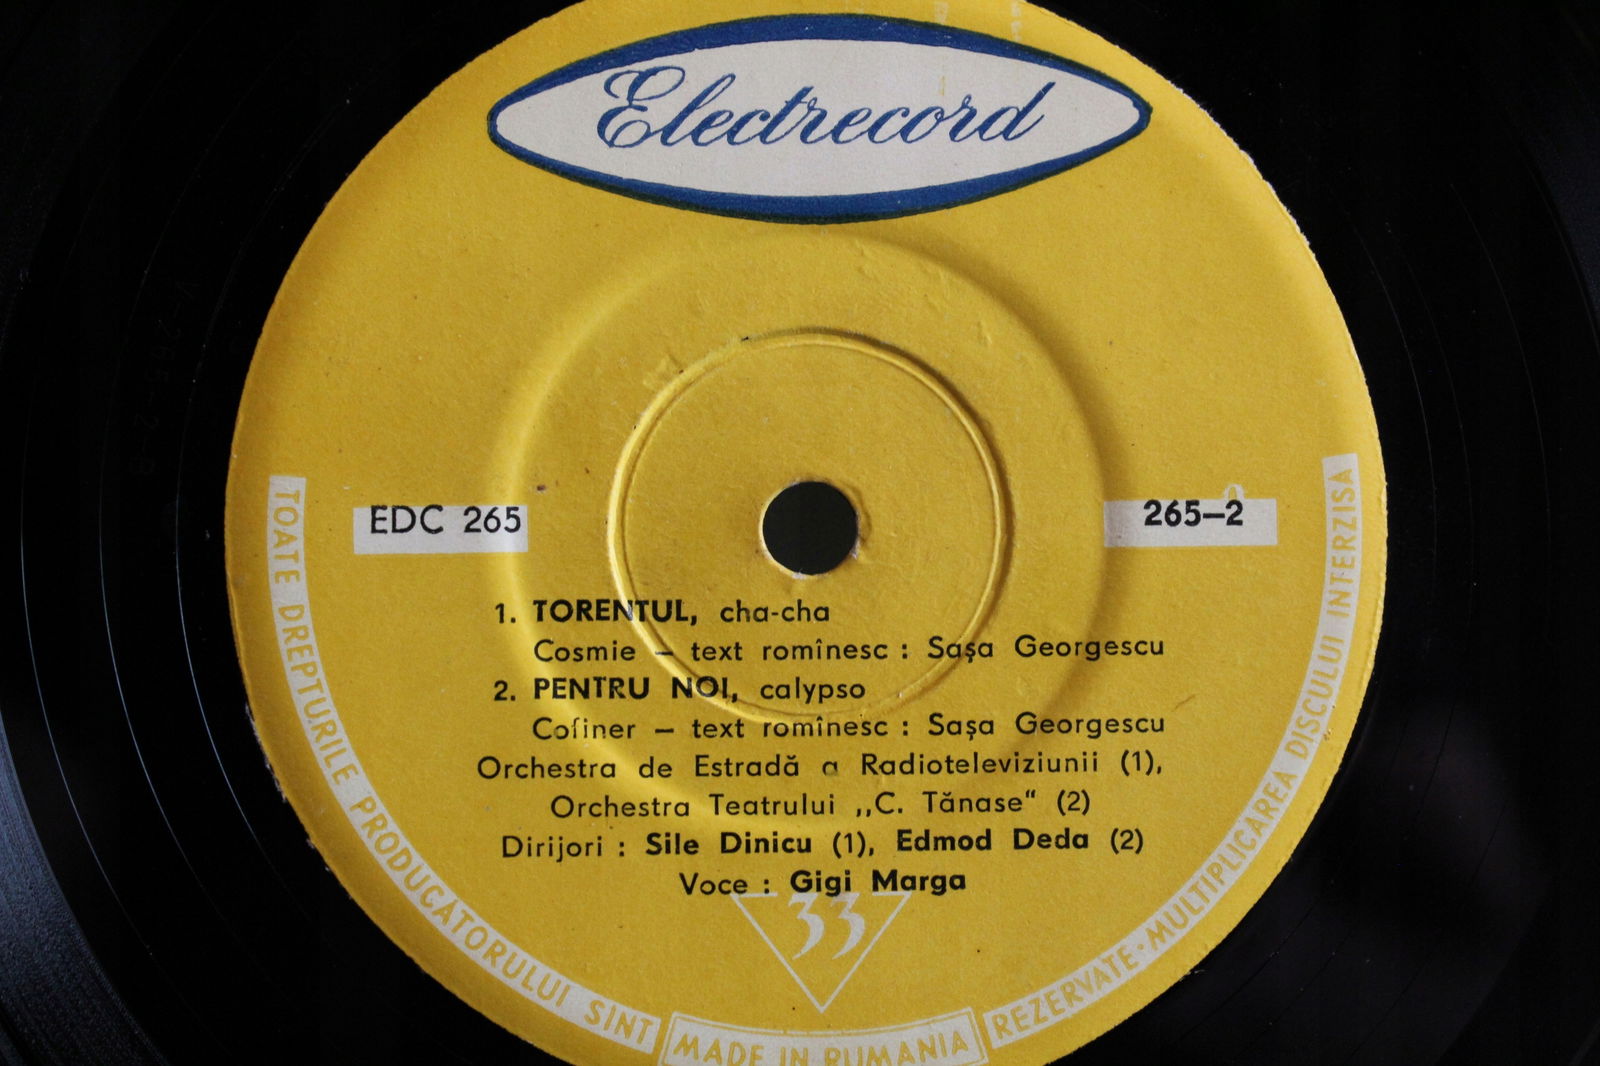 Electrecord
EDC 265
265–2
1. TORENTUL, cha-cha
Cosmie – text romînesc : Sașa Georgescu
2. PENTRU NOI, calypso
Cofiner – text romînesc : Sașa Georgescu
Orchestra de Estradă a Radioteleviziunii (1),
Orchestra Teatrului ,,C. Tănase“ (2)
Dirijori : Sile Dinicu (1), Edmod Deda (2)
Voce : Gigi Marga
33
TOATE DREPTURILE PRODUCĂTORULUI SINT
MADE IN RUMANIA
REZERVATE · MULTIPLICAREA DISCULUI INTERZISA